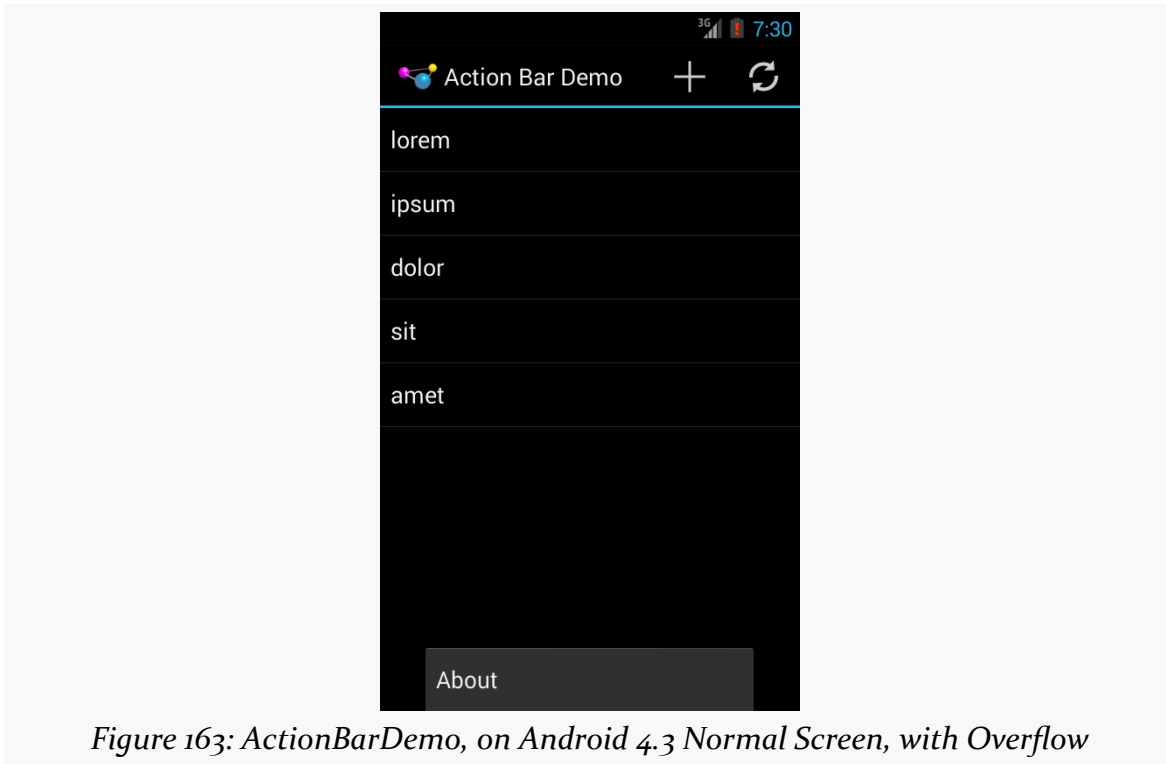 3G 7:30
Action Bar Demo
lorem
ipsum
dolor
sit
amet
About
Figure 163: ActionBarDemo, on Android 4.3 Normal Screen, with Overflow